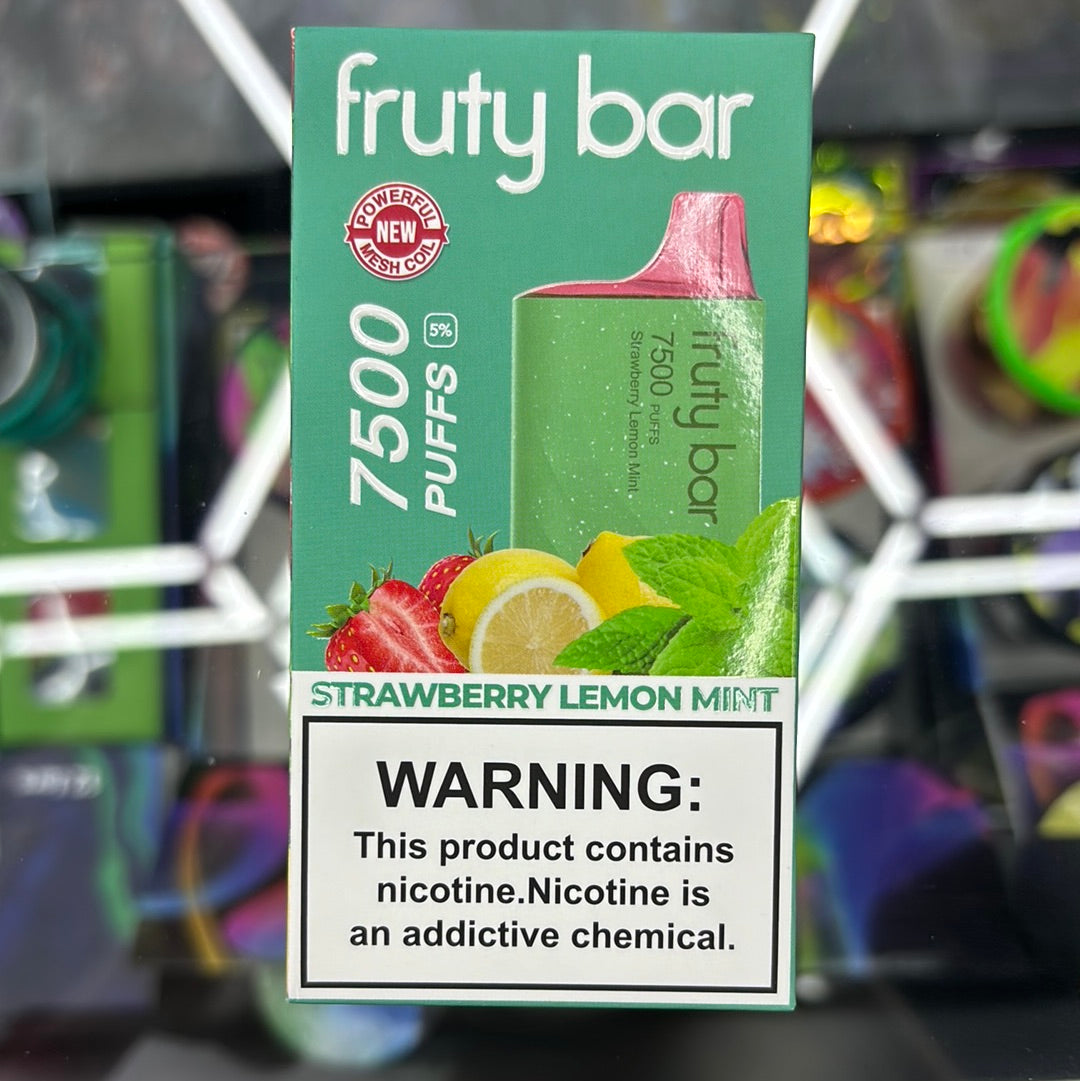 fruty bar
POWERFUL
NEW
MESH COIL
7500
PUFFS 5%
fruty bar
7500 PUFFS
Strawberry Lemon Mint
STRAWBERRY LEMON MINT
WARNING:
This product contains
nicotine.Nicotine is
an addictive chemical.